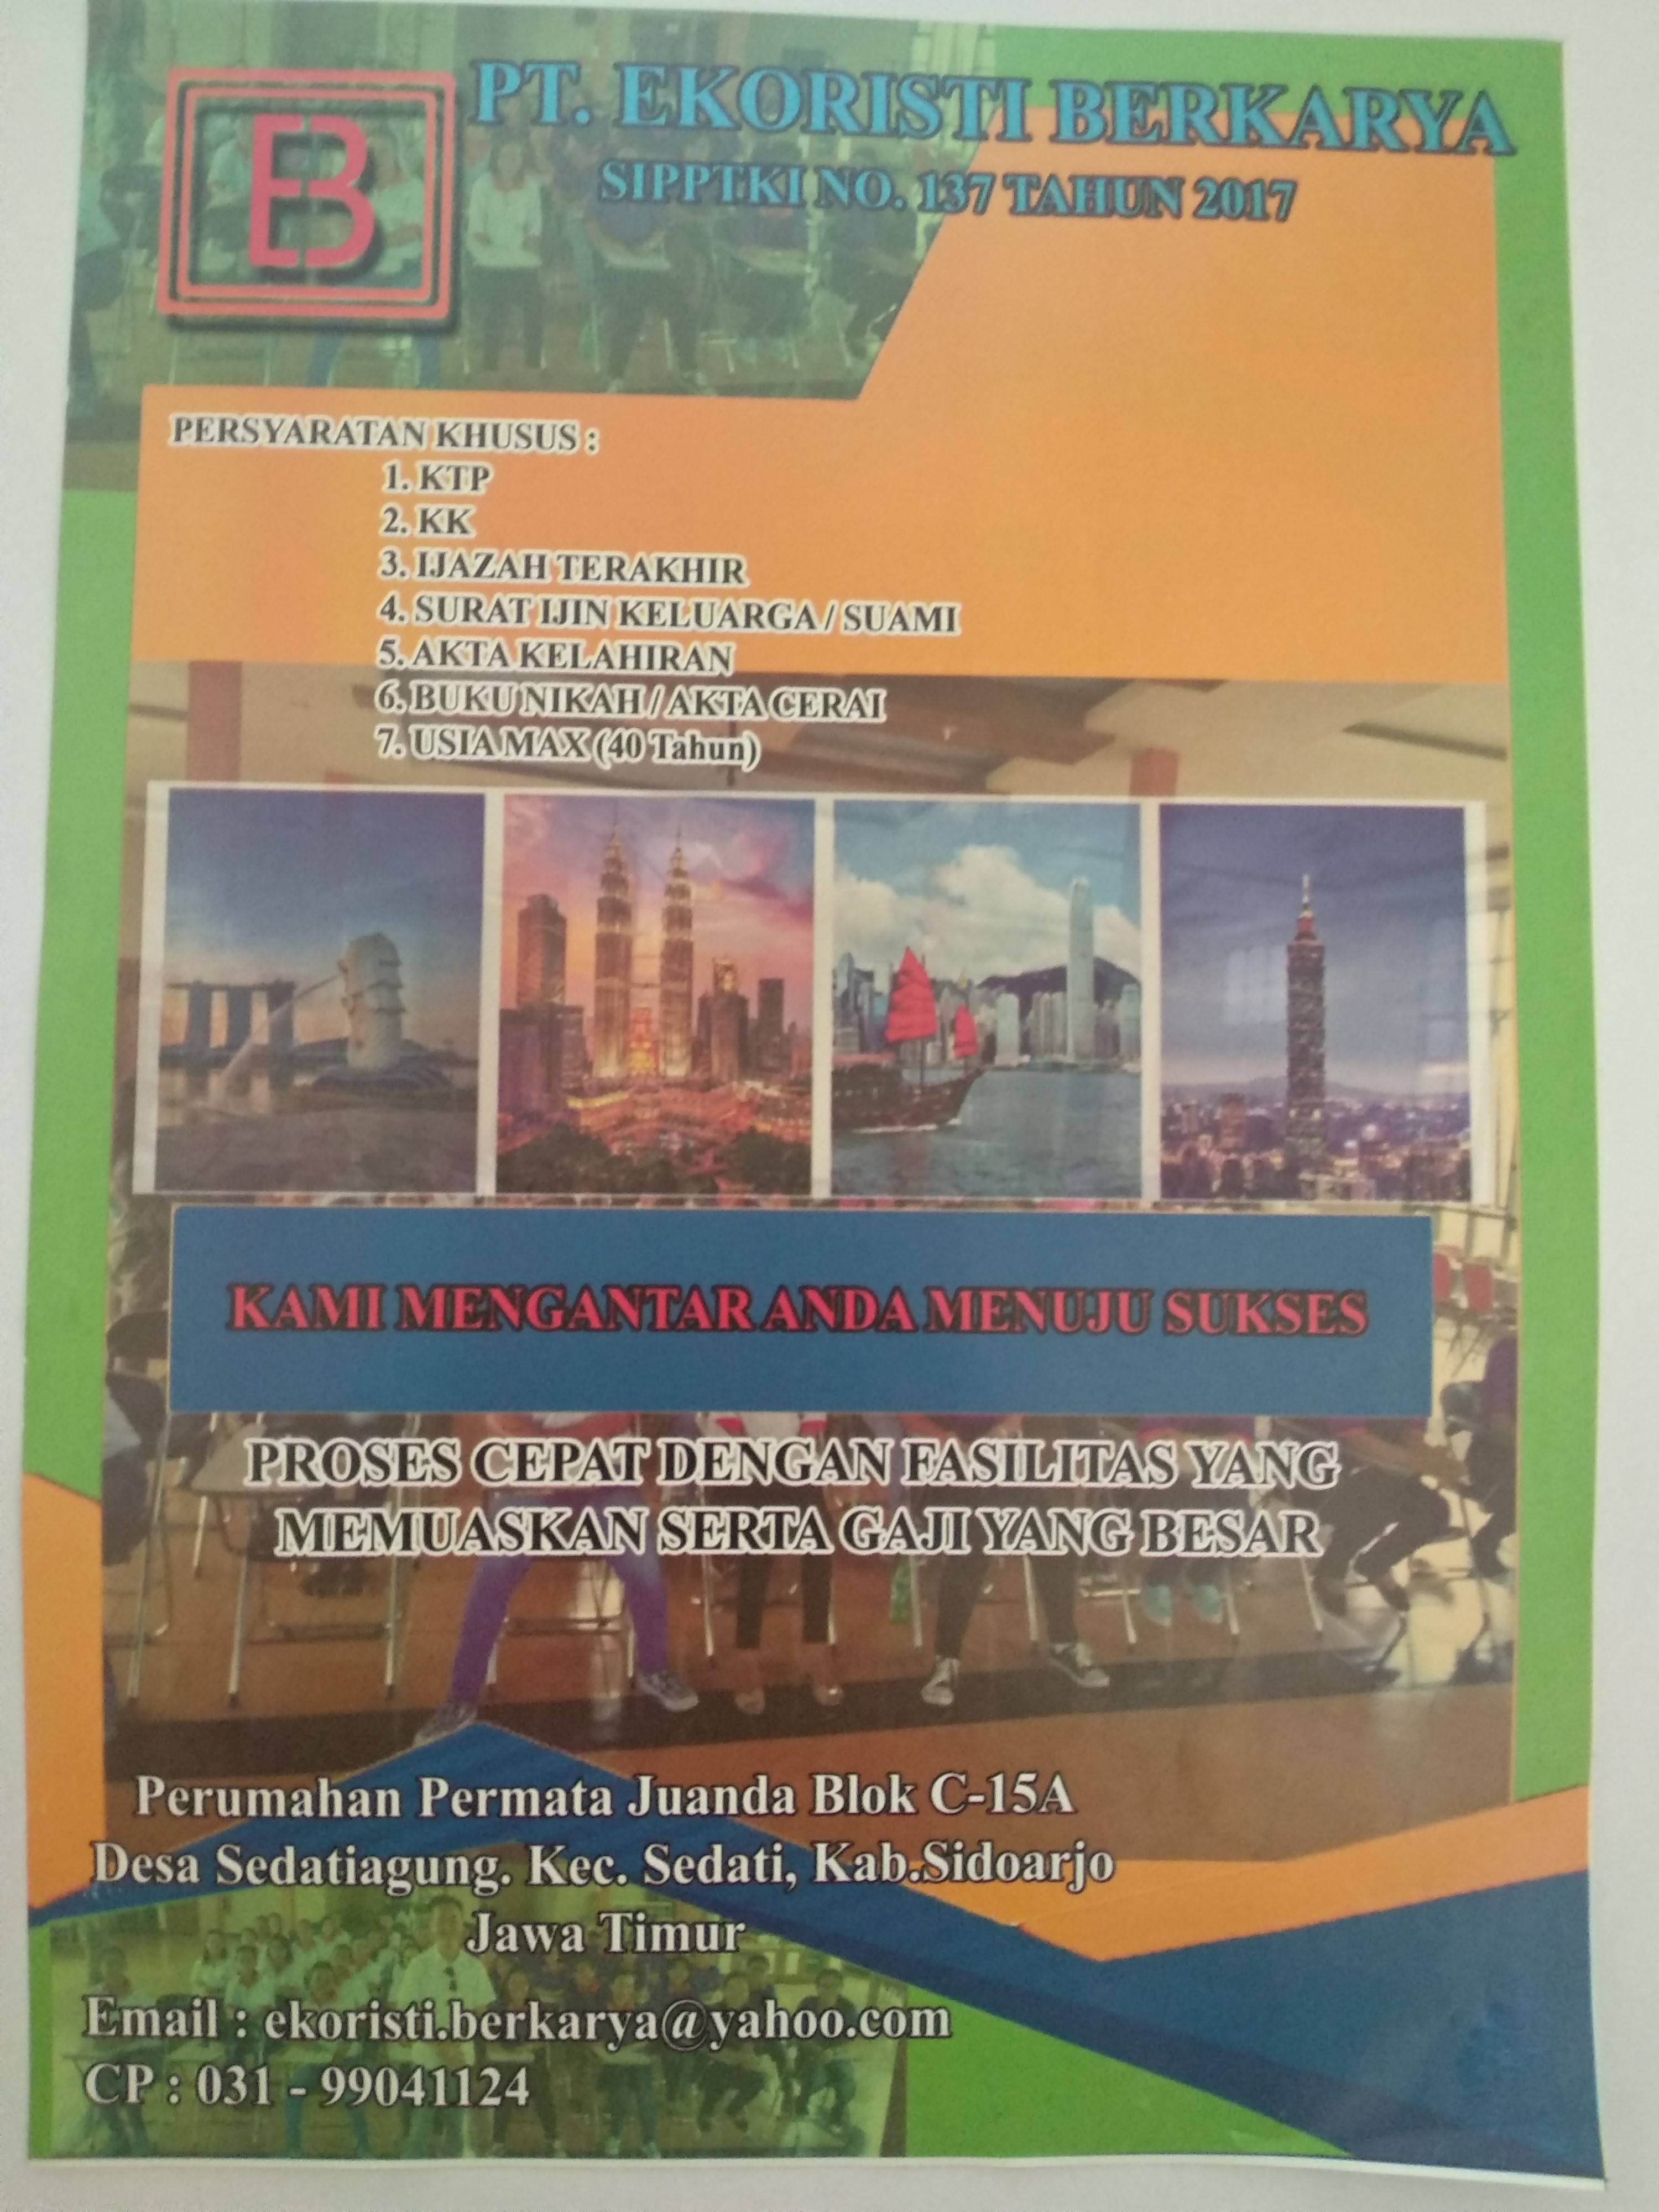 EB
PT. EKORISTI BERKARYA
SIPPTKI NO. 137 TAHUN 2017
PERSYARATAN KHUSUS :
1. KTP
2. KK
3. IJAZAH TERAKHIR
4. SURAT IJIN KELUARGA / SUAMI
5. AKTA KELAHIRAN
6. BUKU NIKAH / AKTA CERAI
7. USIA MAX (40 Tahun)
KAMI MENGANTAR ANDA MENUJU SUKSES
PROSES CEPAT DENGAN FASILITAS YANG
MEMUASKAN SERTA GAJI YANG BESAR
Perumahan Permata Juanda Blok C-15A
Desa Sedatiagung. Kec. Sedati, Kab.Sidoarjo
Jawa Timur
Email : ekoristi.berkarya@yahoo.com
CP : 031 - 99041124